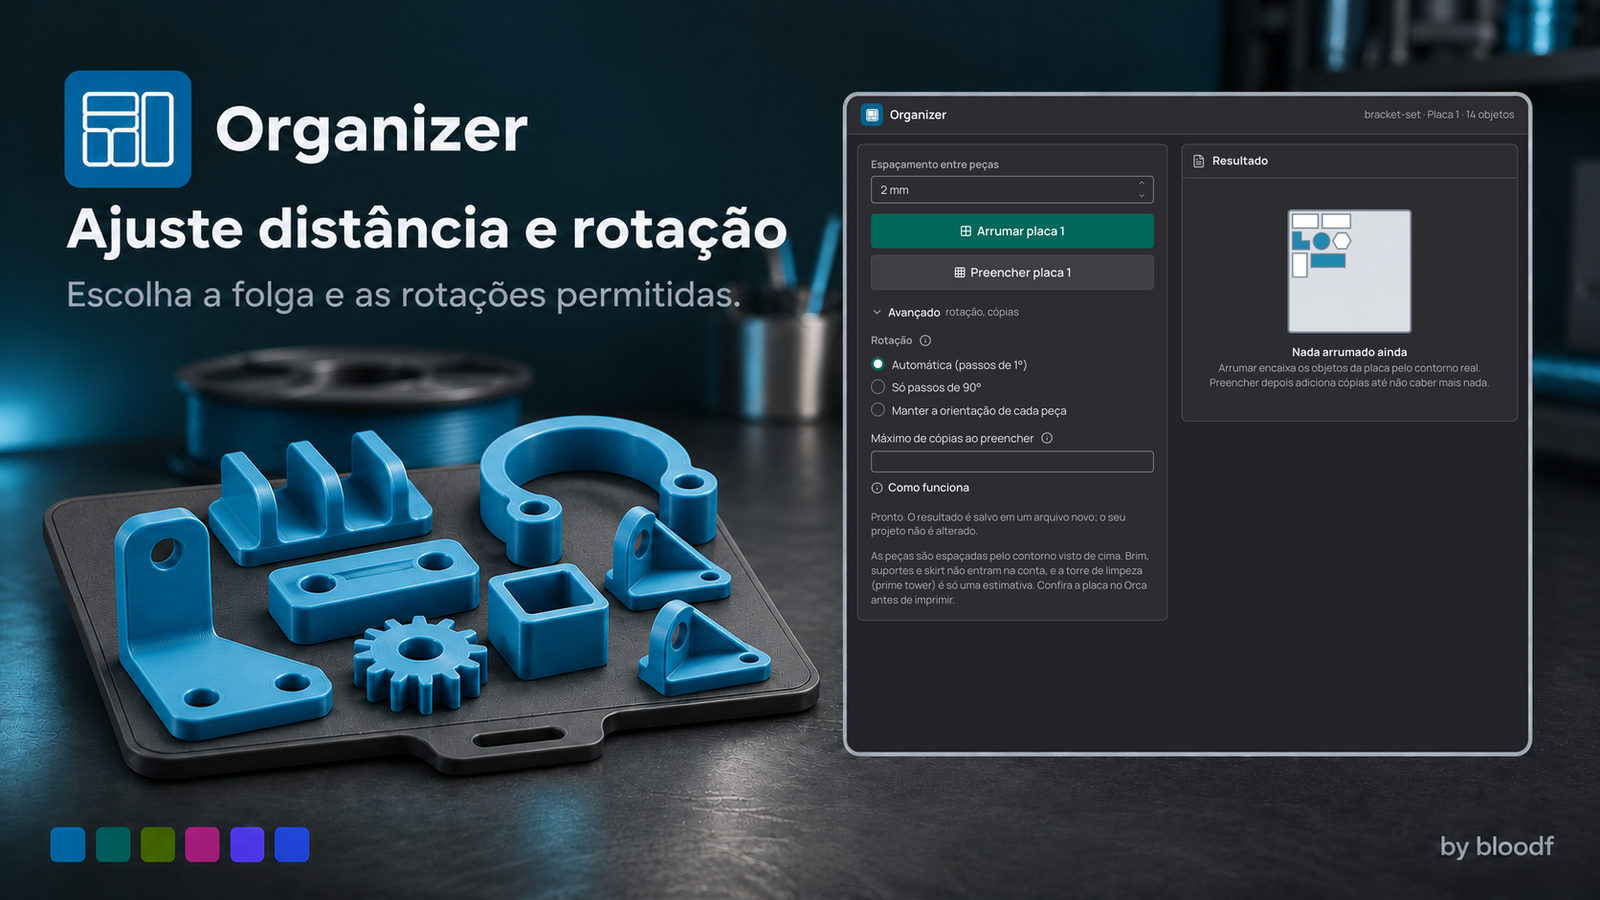 Organizer
Ajuste distância e rotação
Escolha a folga e as rotações permitidas.
Organizer
bracket-set · Placa 1 · 14 objetos
Espaçamento entre peças
2 mm
Arrumar placa 1
Preencher placa 1
Avançado rotação, cópias
Rotação
Automática (passos de 1°)
Só passos de 90°
Manter a orientação de cada peça
Máximo de cópias ao preencher
Como funciona
Pronto. O resultado é salvo em um arquivo novo; o seu
projeto não é alterado.
As peças são espaçadas pelo contorno visto de cima. Brim,
suportes e skirt não entram na conta, e a torre de limpeza
(prime tower) é só uma estimativa. Confira a placa no Orca
antes de imprimir.
Resultado
Nada arrumado ainda
Arrumar encaixa os objetos da placa pelo contorno real.
Preencher depois adiciona cópias até não caber mais nada.
by bloodf